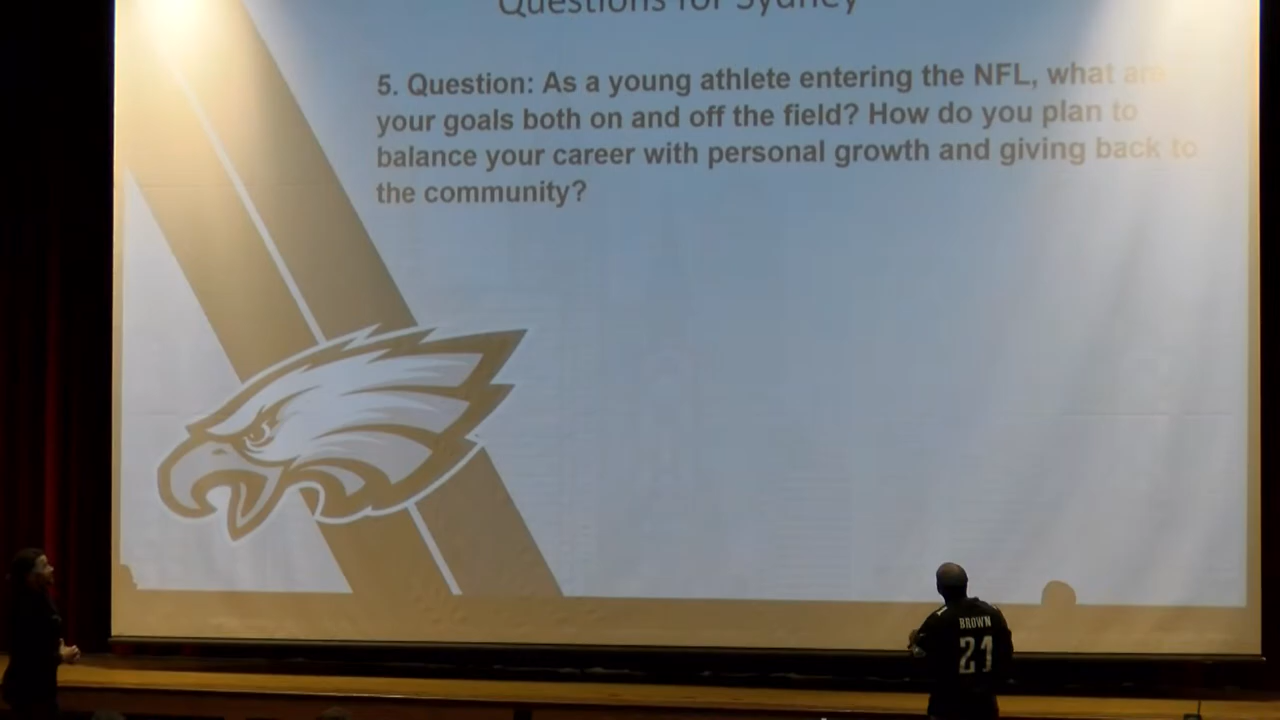 Questions for Sydney
5. Question: As a young athlete entering the NFL, what are
your goals both on and off the field? How do you plan to
balance your career with personal growth and giving back to
the community?
BROWN
21